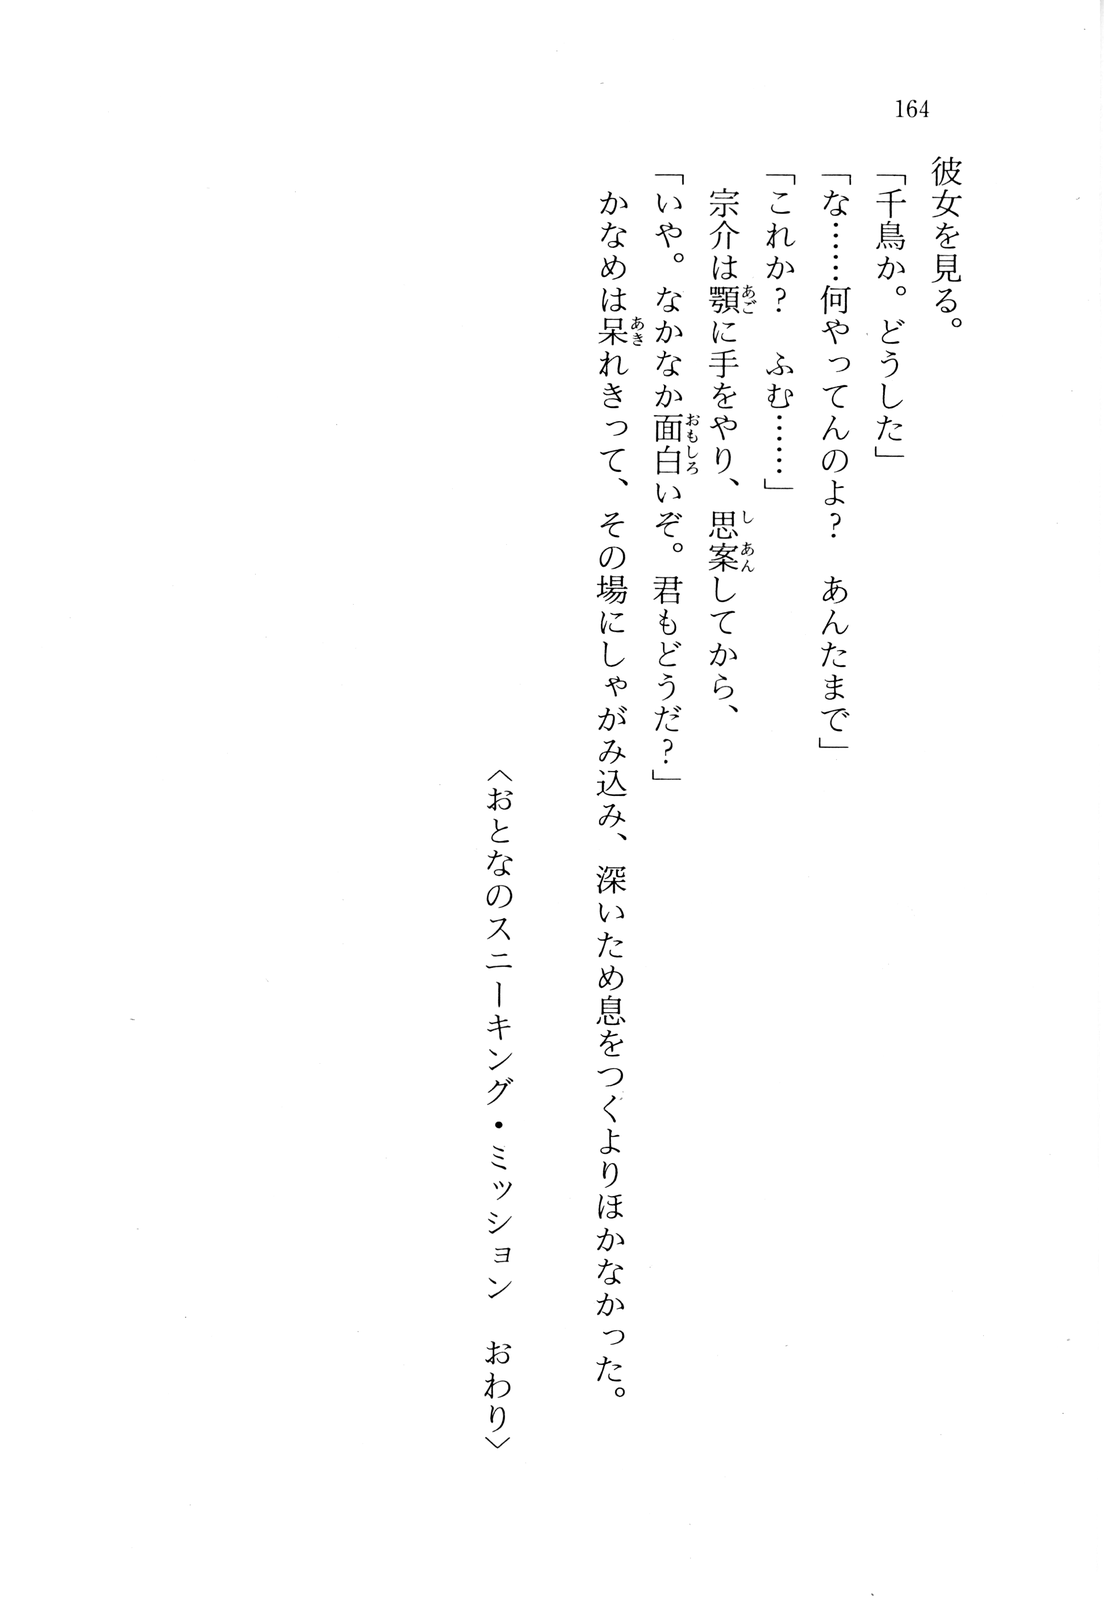 164
彼女を見る。
「千鳥か。どうした」
「な……何やってんのよ？　あんたまで」
「これか？　ふむ……」
　宗介は顎に手をやり、思案してから、
「いや。なかなか面白いぞ。君もどうだ？」
　かなめは呆れきって、その場にしゃがみ込み、深いため息をつくよりほかなかった。
〈おとなのスニーキング・ミッション　おわり〉